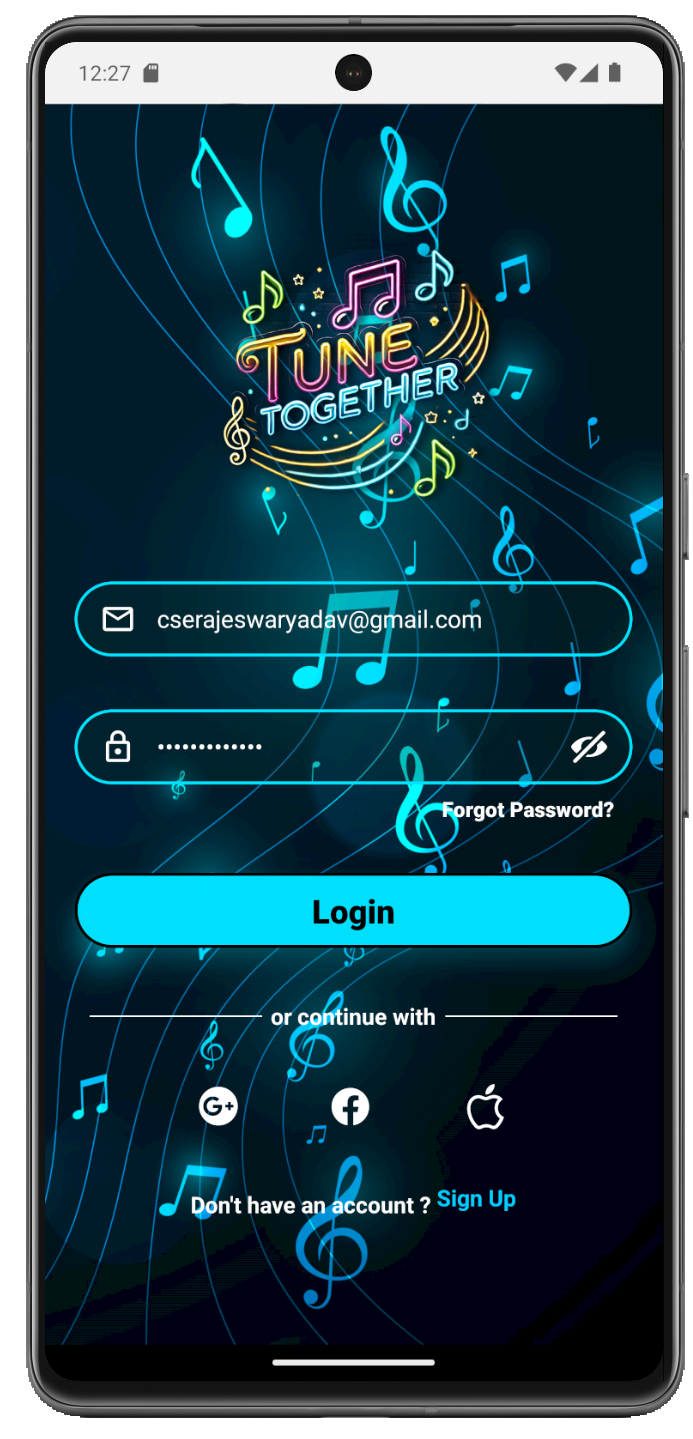 12:27
TUNE
TOGETHER
cserajeswaryadav@gmail.com
•••••••••••••
Forgot Password?
Login
or continue with
G+
Don't have an account ? Sign Up